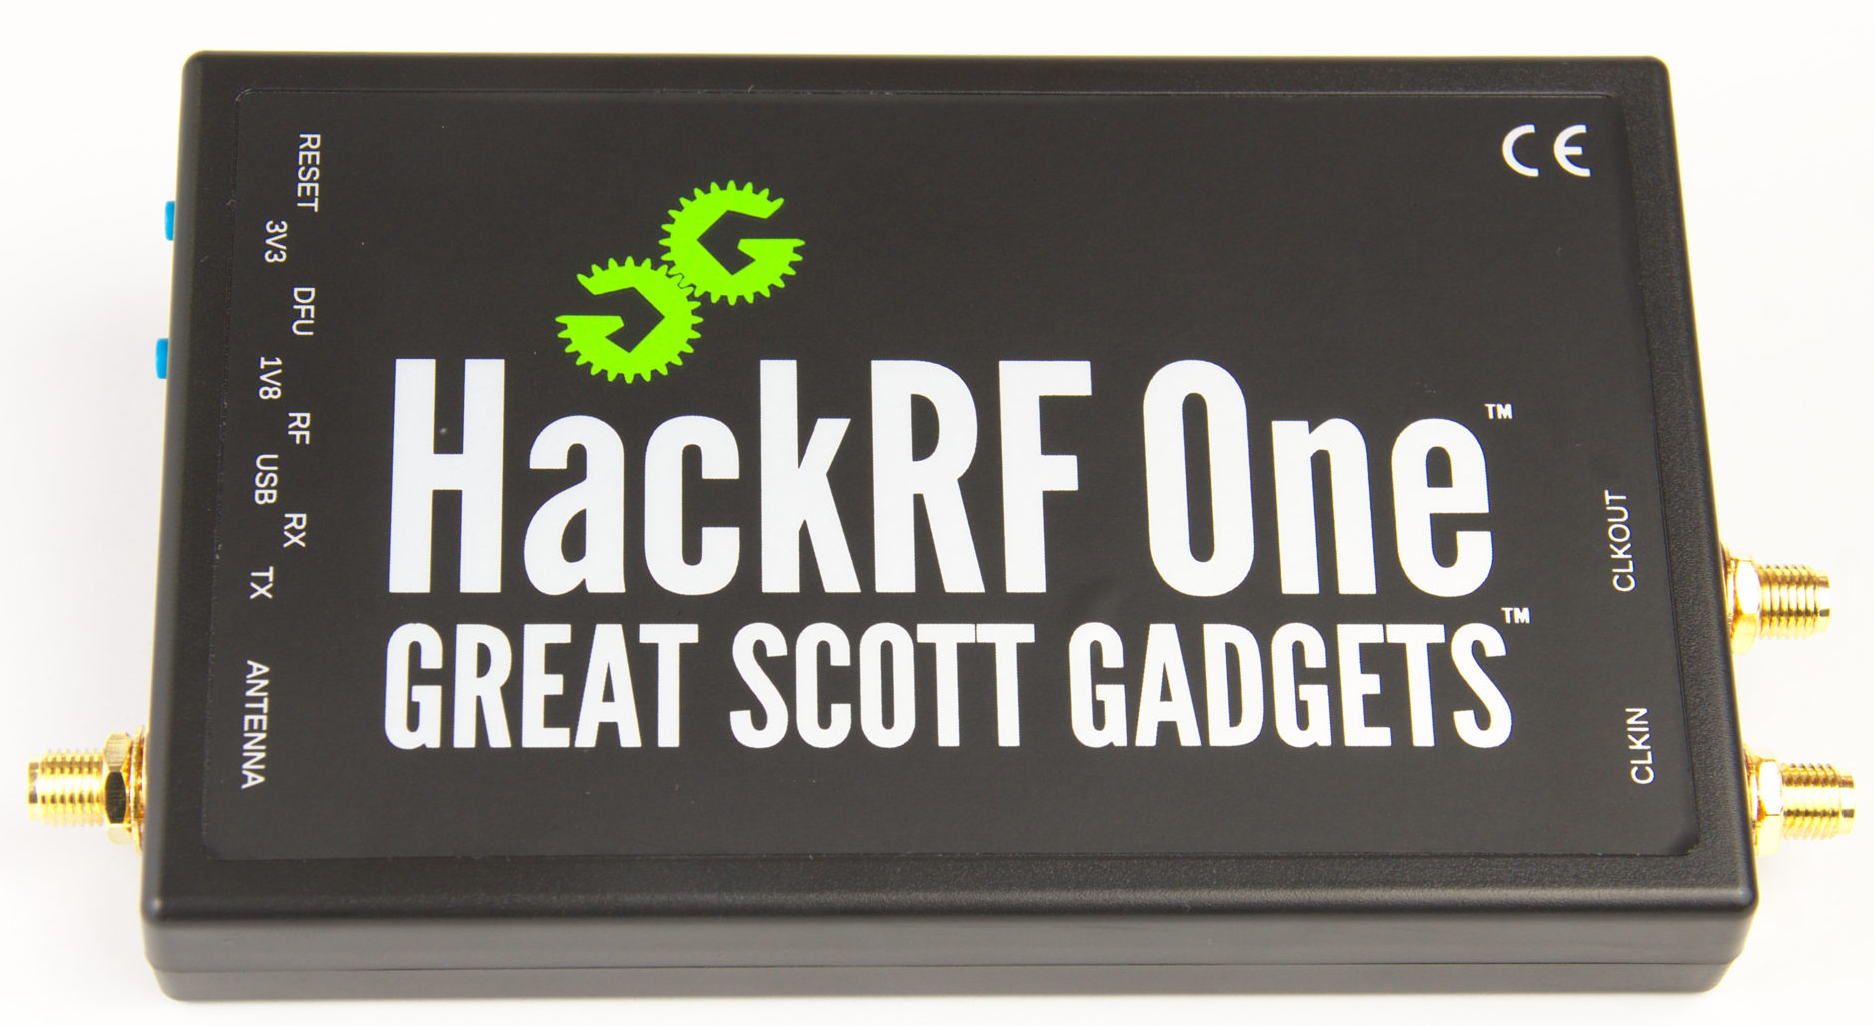 CE
RESET
3V3
DFU
1V8
RF
USB
RX
TX
ANTENNA
HackRF One™
GREAT SCOTT GADGETS™
CLKOUT
CLKIN